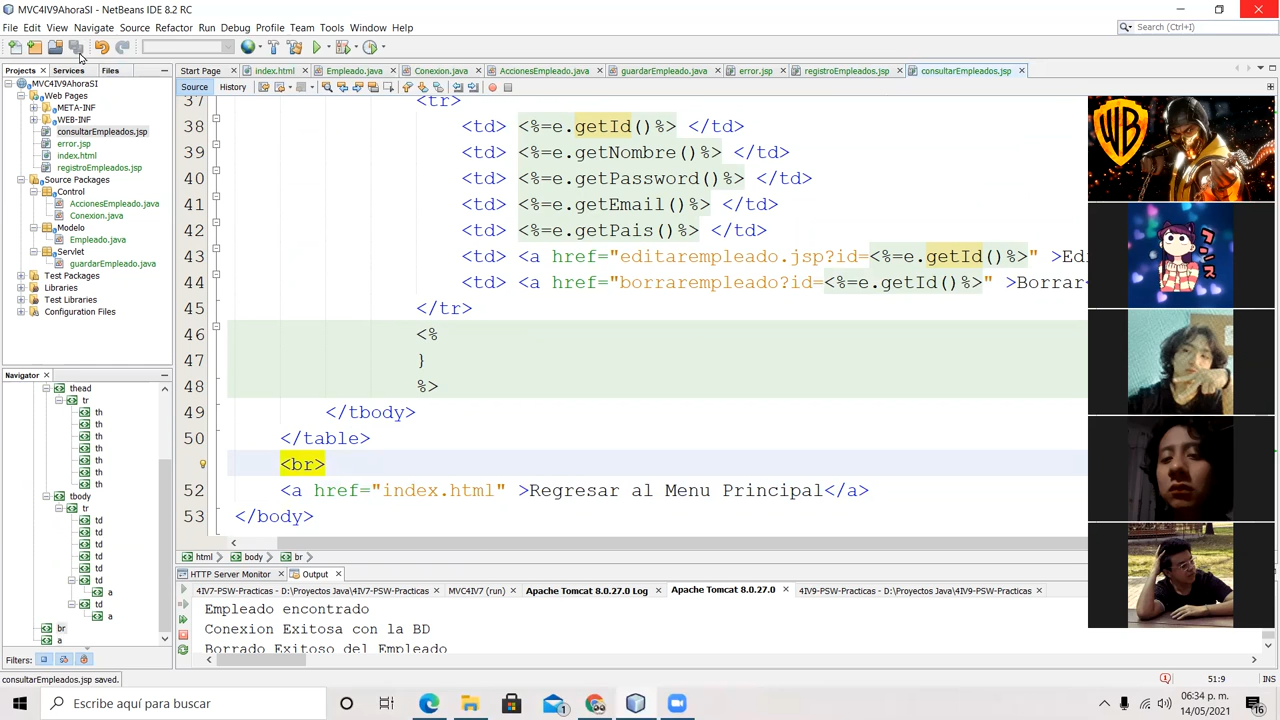 MVC4IV9AhoraSI - NetBeans IDE 8.2 RC
File Edit View Navigate Source Refactor Run Debug Profile Team Tools Window Help
Search (Ctrl+I)
Projects Services Files
Start Page index.html Empleado.java Conexion.java AccionesEmpleado.java guardarEmpleado.java error.jsp registroEmpleados.jsp consultarEmpleados.jsp
Source History
MVC4IV9AhoraSI
Web Pages
META-INF
WEB-INF
consultarEmpleados.jsp
error.jsp
index.html
registroEmpleados.jsp
Source Packages
Control
AccionesEmpleado.java
Conexion.java
Modelo
Empleado.java
Servlet
guardarEmpleado.java
Test Packages
Libraries
Test Libraries
Configuration Files
37 <tr>
38 <td> <%=e.getId()%> </td>
39 <td> <%=e.getNombre()%> </td>
40 <td> <%=e.getPassword()%> </td>
41 <td> <%=e.getEmail()%> </td>
42 <td> <%=e.getPais()%> </td>
43 <td> <a href="editarempleado.jsp?id=<%=e.getId()%>" >Edi
44 <td> <a href="borrarempleado?id=<%=e.getId()%>" >Borrar<
45 </tr>
46 <%
47 }
48 %>
49 </tbody>
50 </table>
<br>
52 <a href="index.html" >Regresar al Menu Principal</a>
53 </body>
WB
クンス
Navigator
thead
tr
th
th
th
th
th
th
th
tbody
tr
td
td
td
td
td
td
a
td
a
br
a
Filters:
html body br
HTTP Server Monitor Output
4IV7-PSW-Practicas - D:\Proyectos Java\4IV7-PSW-Practicas MVC4IV7 (run) Apache Tomcat 8.0.27.0 Log Apache Tomcat 8.0.27.0 4IV9-PSW-Practicas - D:\Proyectos Java\4IV9-PSW-Practicas
Empleado encontrado
Conexion Exitosa con la BD
Borrado Exitoso del Empleado
consultarEmpleados.jsp saved.
51:9 INS
Escribe aquí para buscar
06:34 p. m.
14/05/2021
1
16